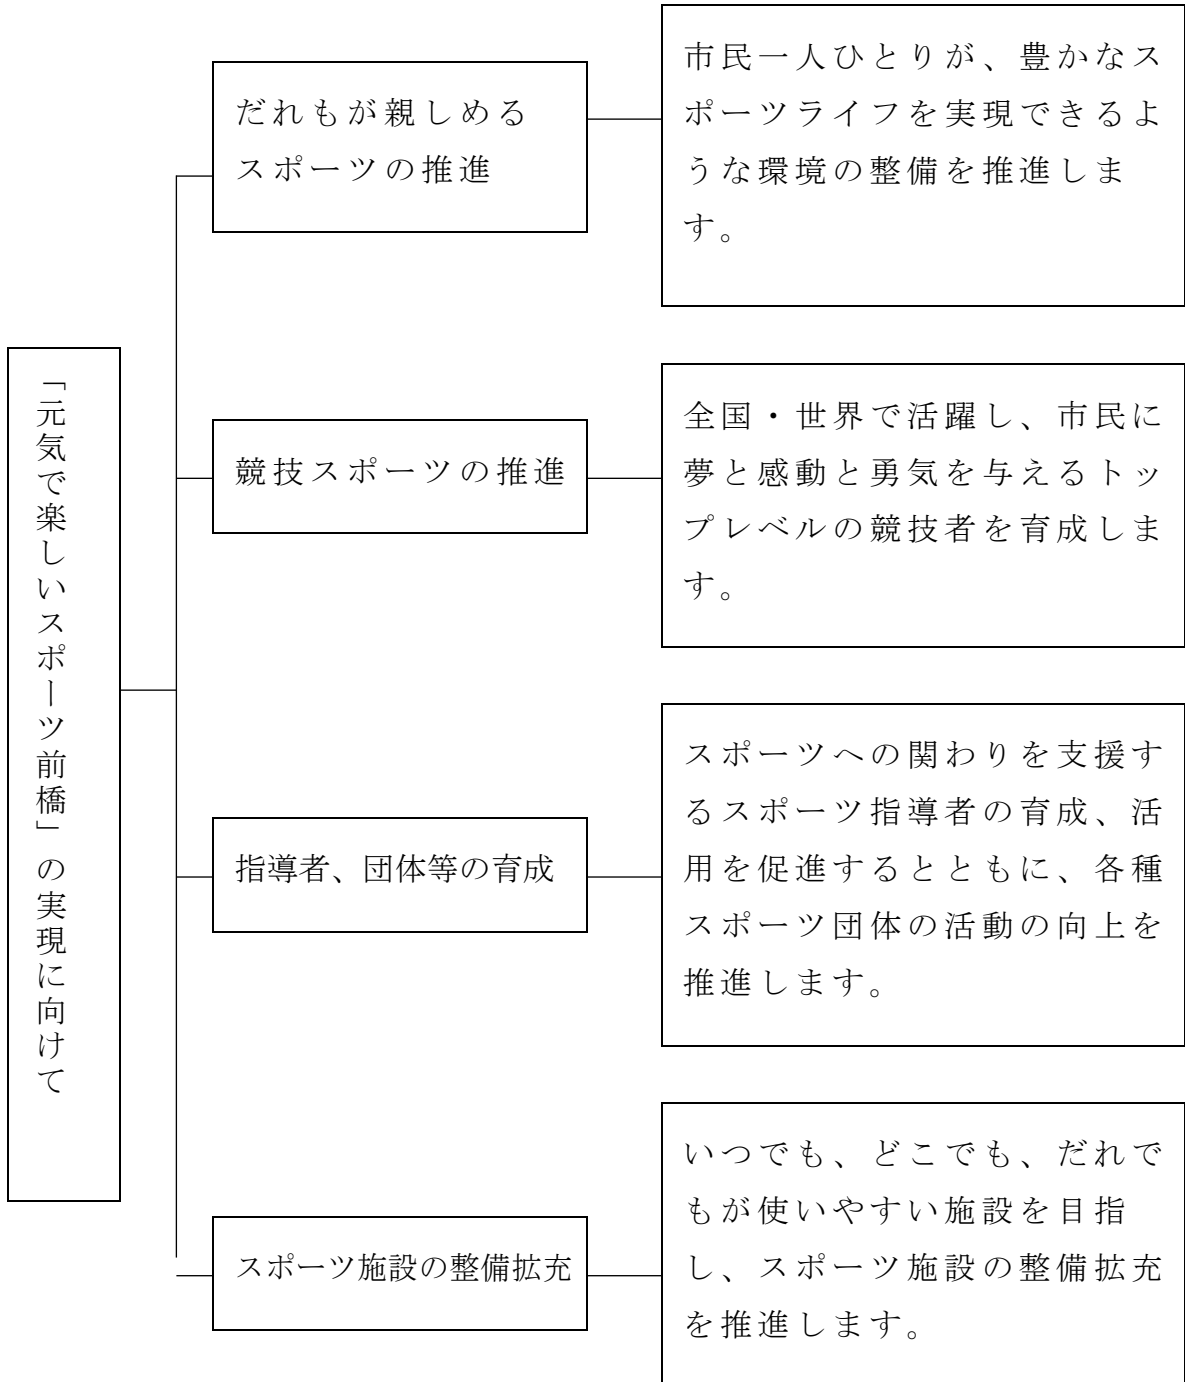 「元気で楽しいスポーツ前橋」の実現に向けて
だれもが親しめる
スポーツの推進
市民一人ひとりが、豊かなス
ポーツライフを実現できるよ
うな環境の整備を推進しま
す。
競技スポーツの推進
全国・世界で活躍し、市民に
夢と感動と勇気を与えるトッ
プレベルの競技者を育成しま
す。
指導者、団体等の育成
スポーツへの関わりを支援す
るスポーツ指導者の育成、活
用を促進するとともに、各種
スポーツ団体の活動の向上を
推進します。
スポーツ施設の整備拡充
いつでも、どこでも、だれで
もが使いやすい施設を目指
し、スポーツ施設の整備拡充
を推進します。